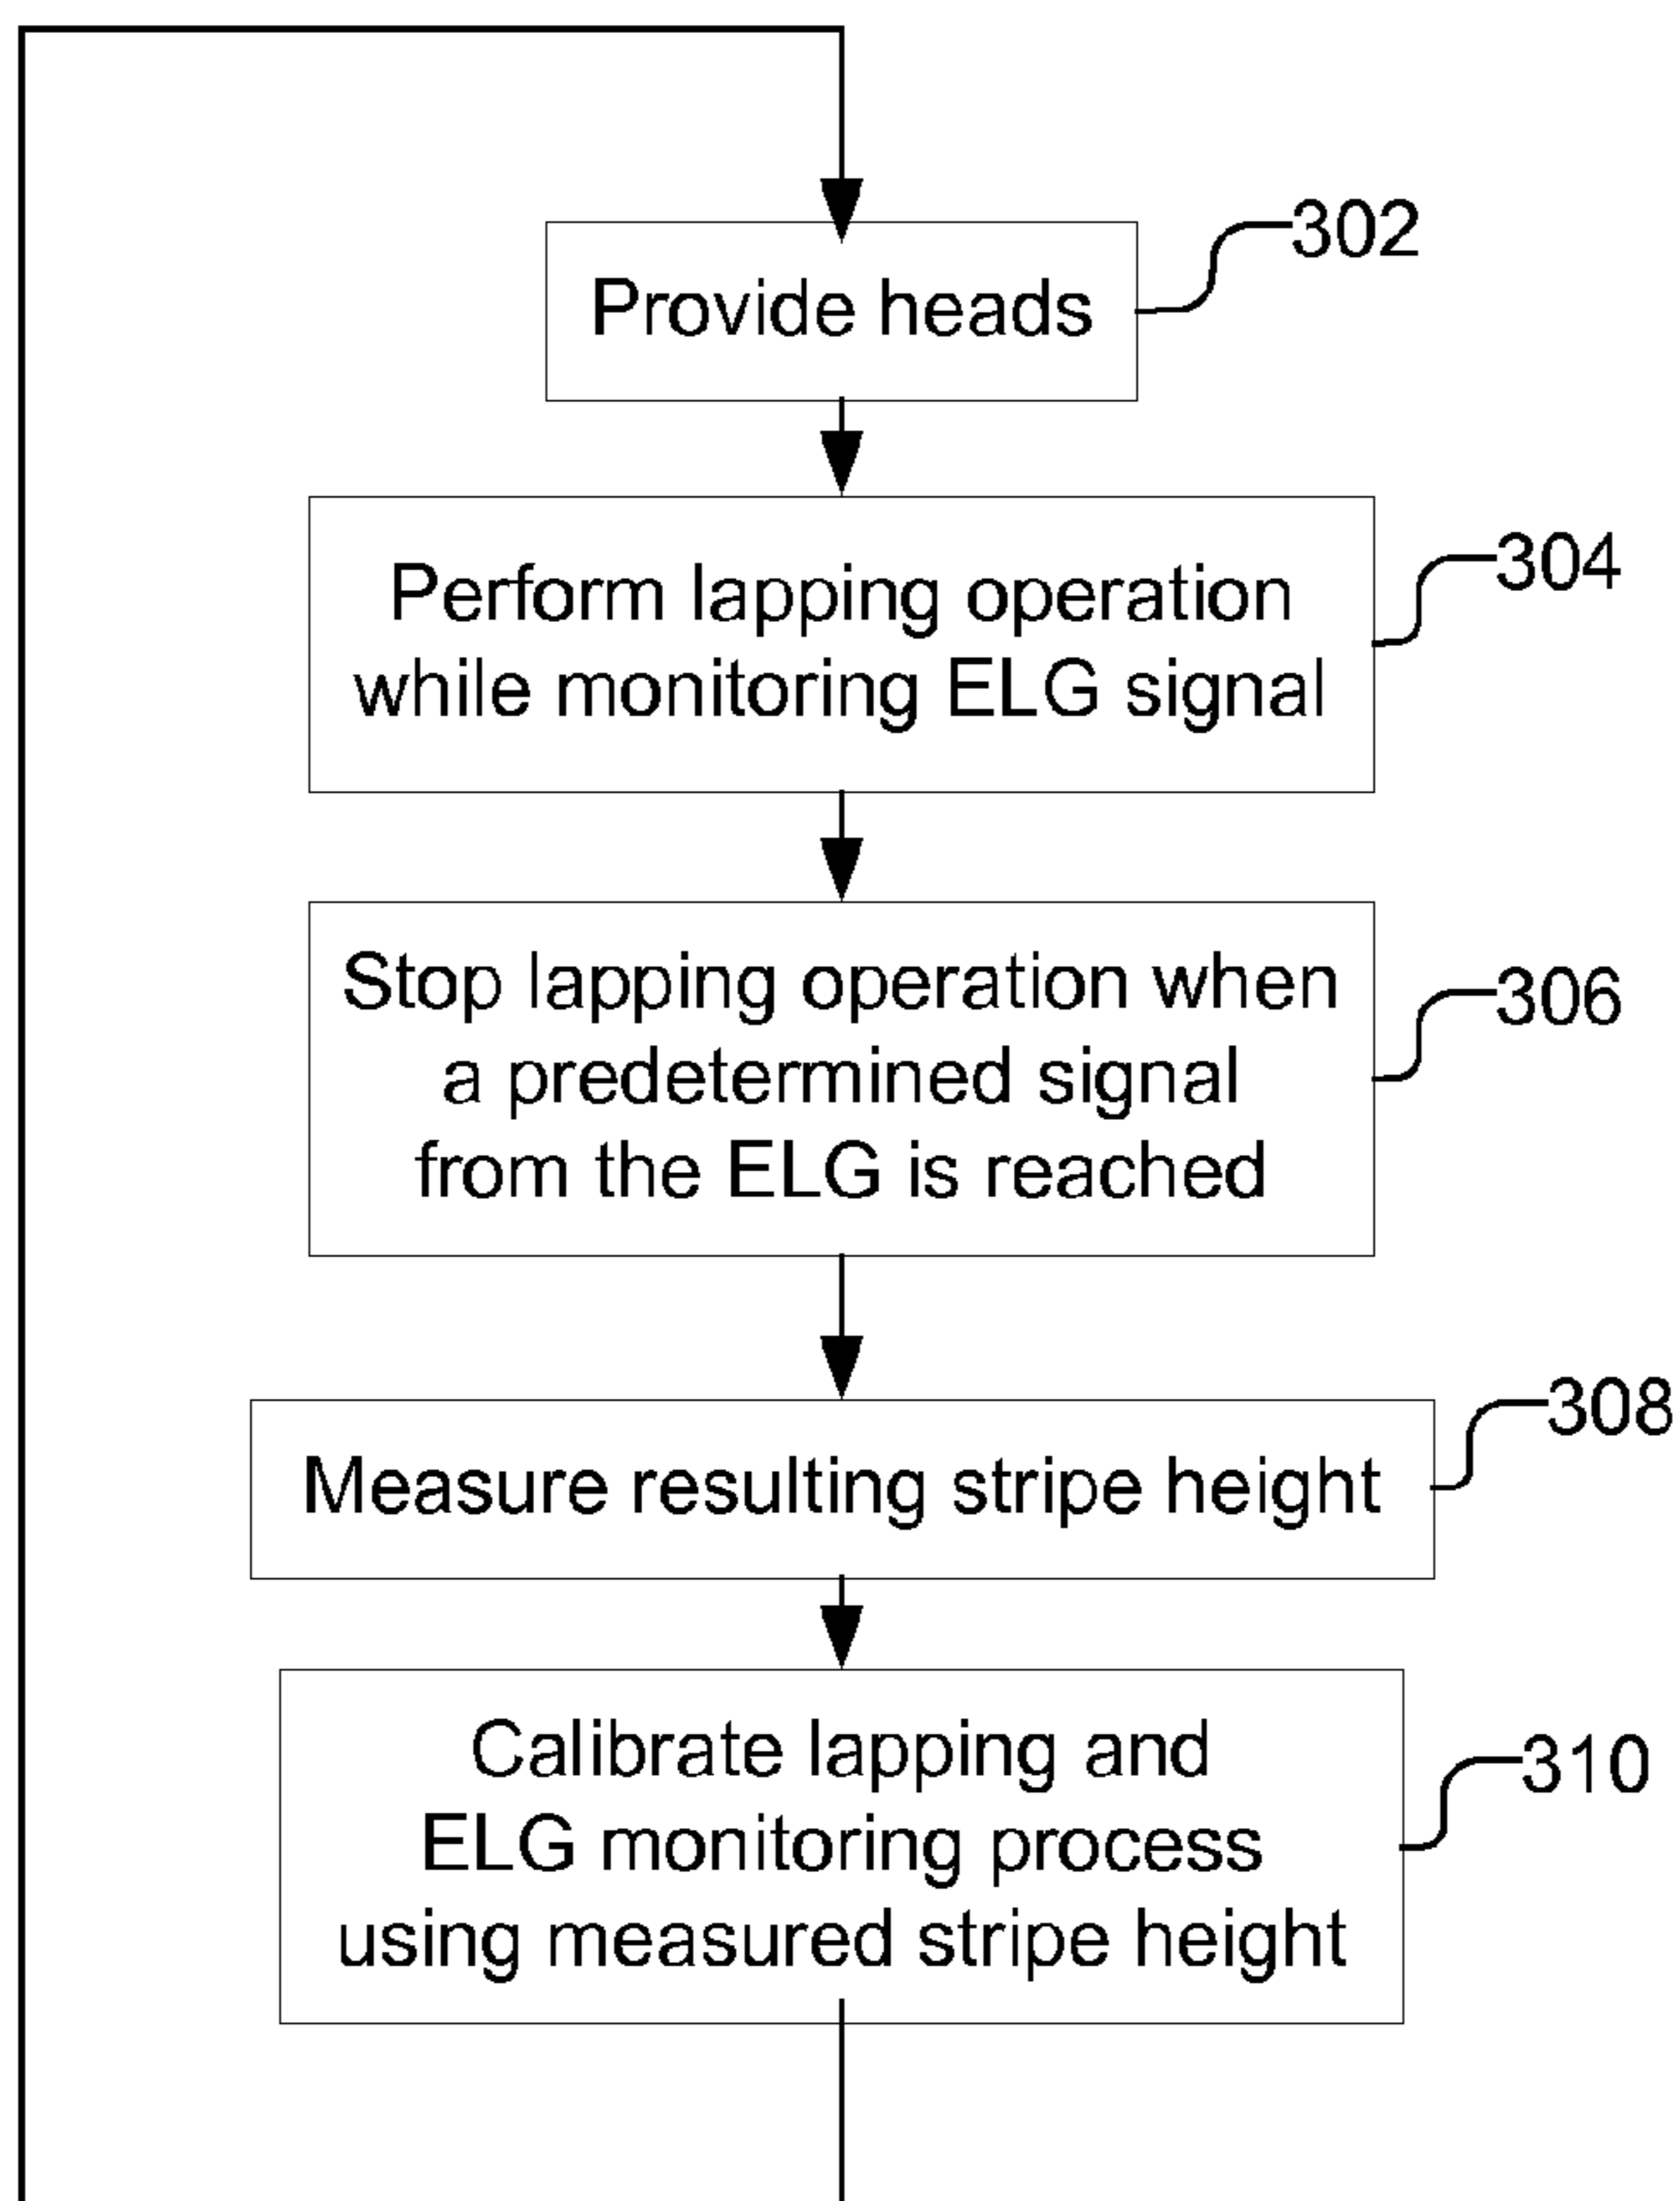 302
Provide heads
304
Perform lapping operation
while monitoring ELG signal
306
Stop lapping operation when
a predetermined signal
from the ELG is reached
308
Measure resulting stripe height
310
Calibrate lapping and
ELG monitoring process
using measured stripe height